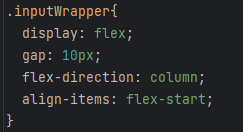 .inputWrapper{
  display: flex;
  gap: 10px;
  flex-direction: column;
  align-items: flex-start;
}